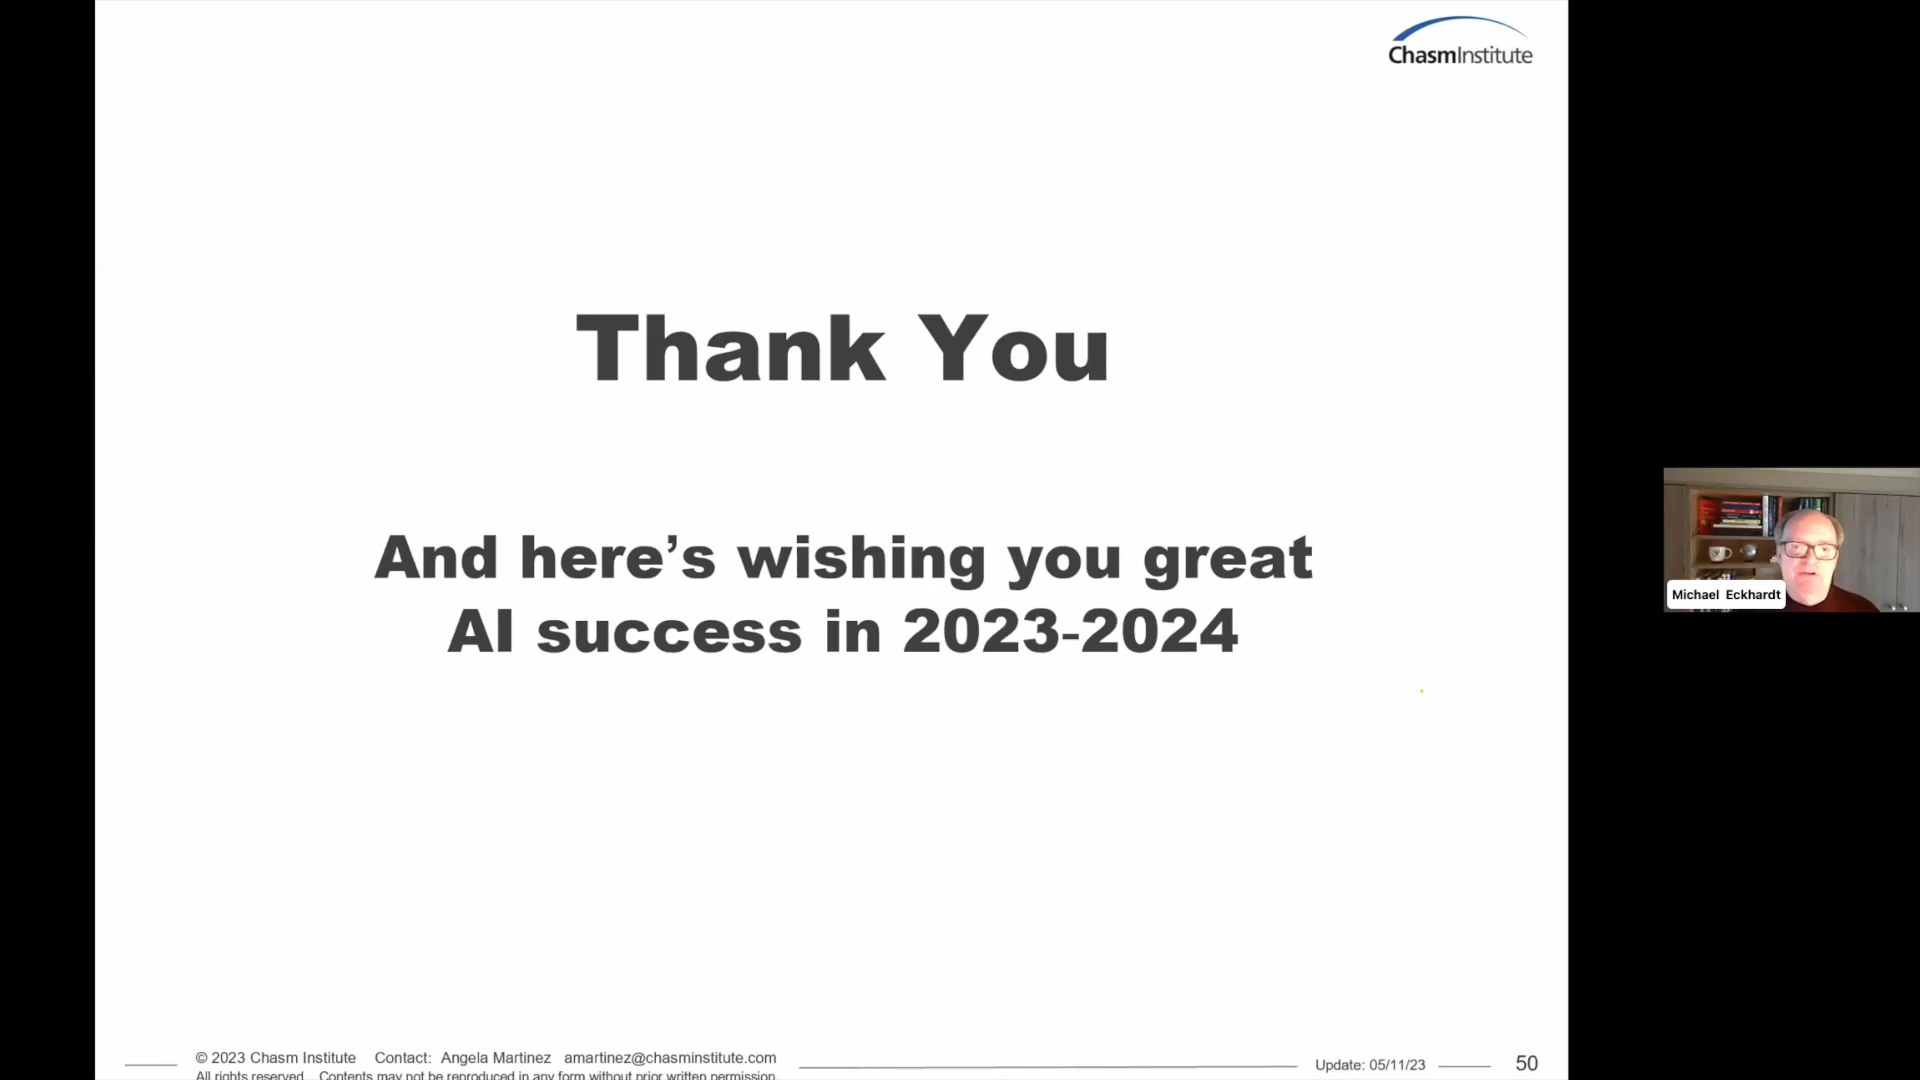 ChasmInstitute
Thank You
And here’s wishing you great
AI success in 2023-2024
Michael Eckhardt
© 2023 Chasm Institute Contact: Angela Martinez amartinez@chasminstitute.com
All rights reserved. Contents may not be reproduced in any form without prior written permission.
Update: 05/11/23
50